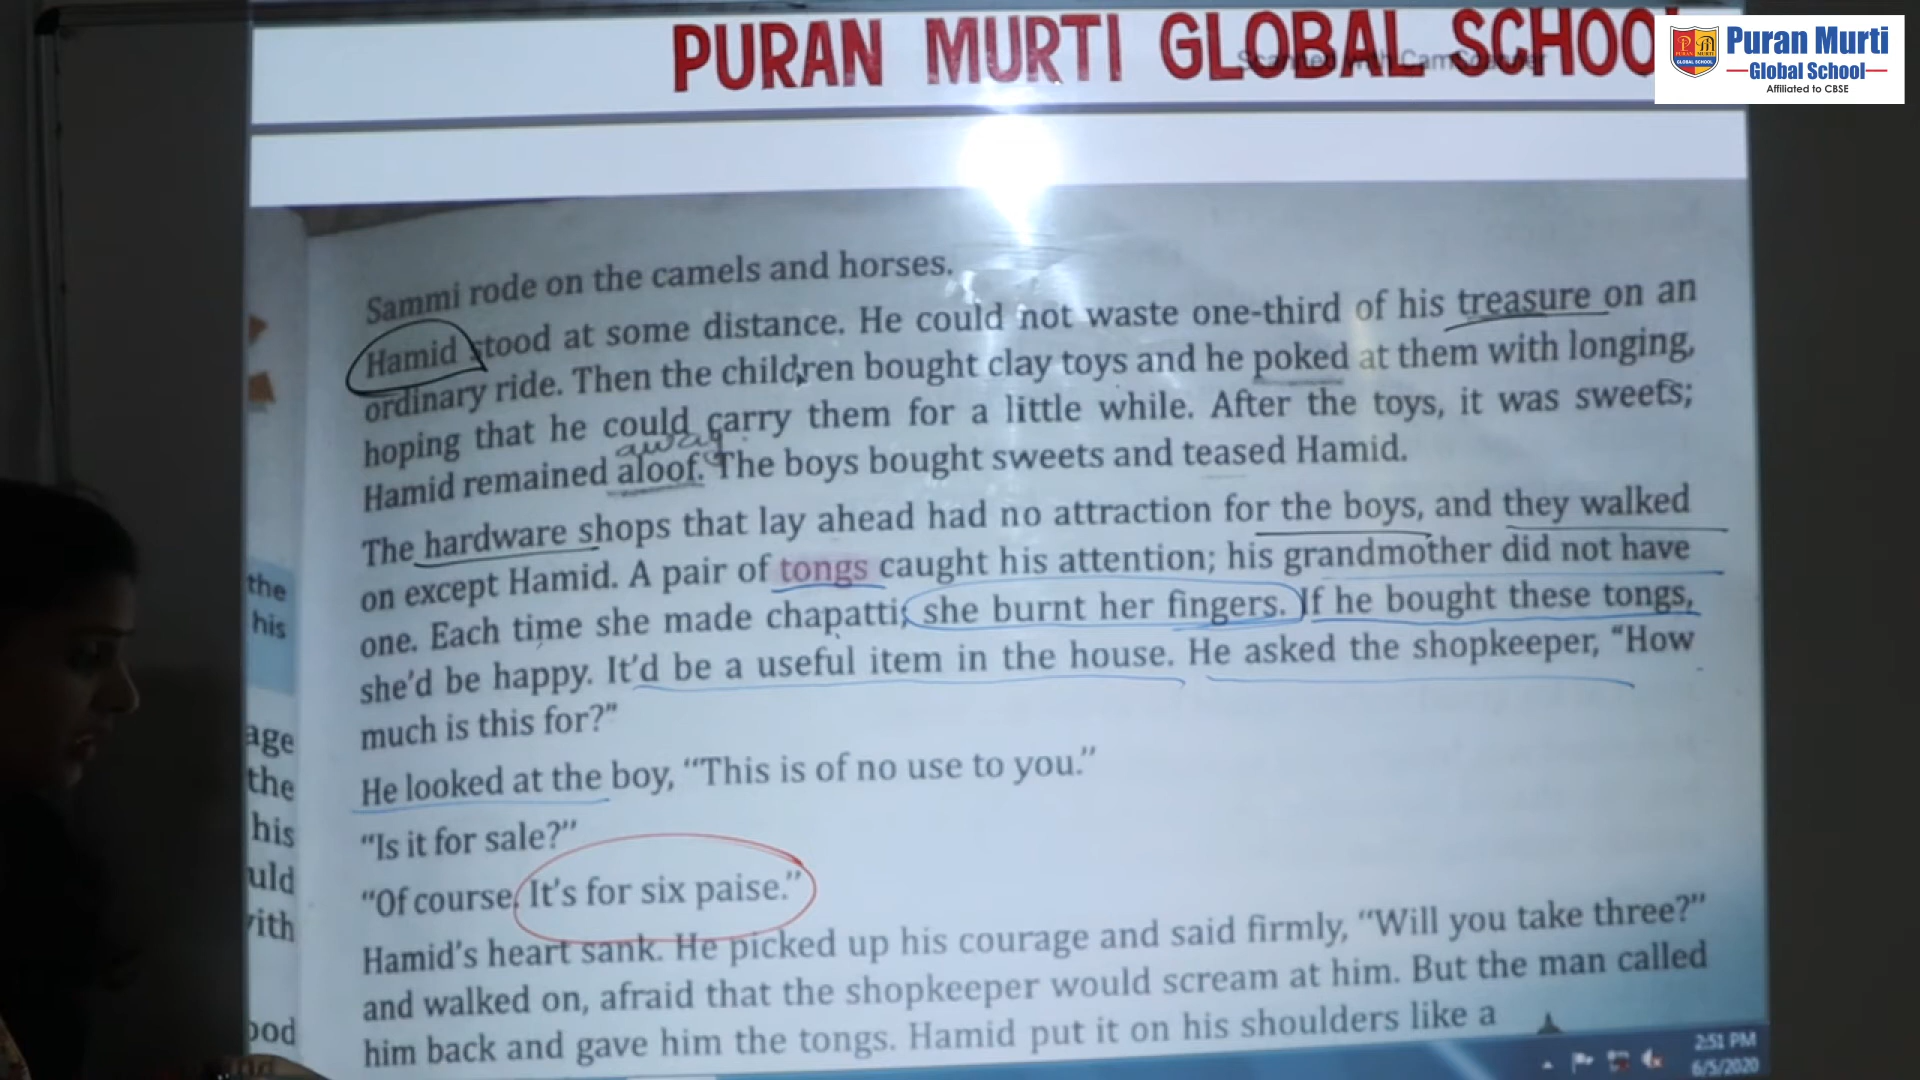 PURAN MURTI GLOBAL SCHOO
Puran Murti
Global School
Affiliated to CBSE
Sammi rode on the camels and horses.
Hamid stood at some distance. He could not waste one-third of his treasure on an
ordinary ride. Then the children bought clay toys and he poked at them with longing,
hoping that he could carry them for a little while. After the toys, it was sweets;
away
Hamid remained aloof. The boys bought sweets and teased Hamid.
The hardware shops that lay ahead had no attraction for the boys, and they walked
on except Hamid. A pair of tongs caught his attention; his grandmother did not have
one. Each time she made chapatti; she burnt her fingers. If he bought these tongs,
she'd be happy. It'd be a useful item in the house. He asked the shopkeeper, "How
much is this for?"
He looked at the boy, "This is of no use to you."
"Is it for sale?"
"Of course. It's for six paise."
Hamid's heart sank. He picked up his courage and said firmly, "Will you take three?"
and walked on, afraid that the shopkeeper would scream at him. But the man called
him back and gave him the tongs. Hamid put it on his shoulders like a
the
his
age
the
his
uld
with
ood
2:51 PM
6/5/2020